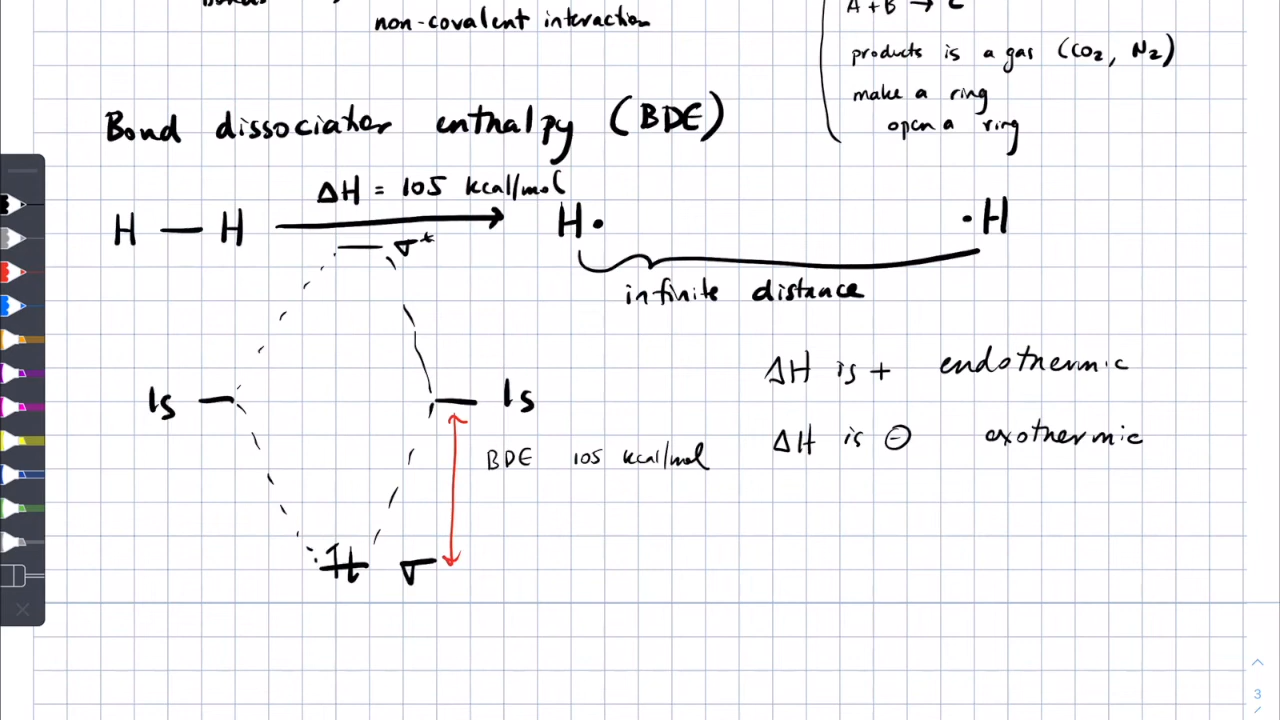 non-covalent interaction
A + B → C
products is a gas (CO₂, N₂)
make a ring
open a ring
Bond dissociation enthalpy (BDE)
ΔH = 105 kcal/mol
H — H
H• •H
σ*
infinite distance
ΔH is + endothermic
1s
1s
ΔH is ⊖ exothermic
BDE 105 kcal/mol
σ
3